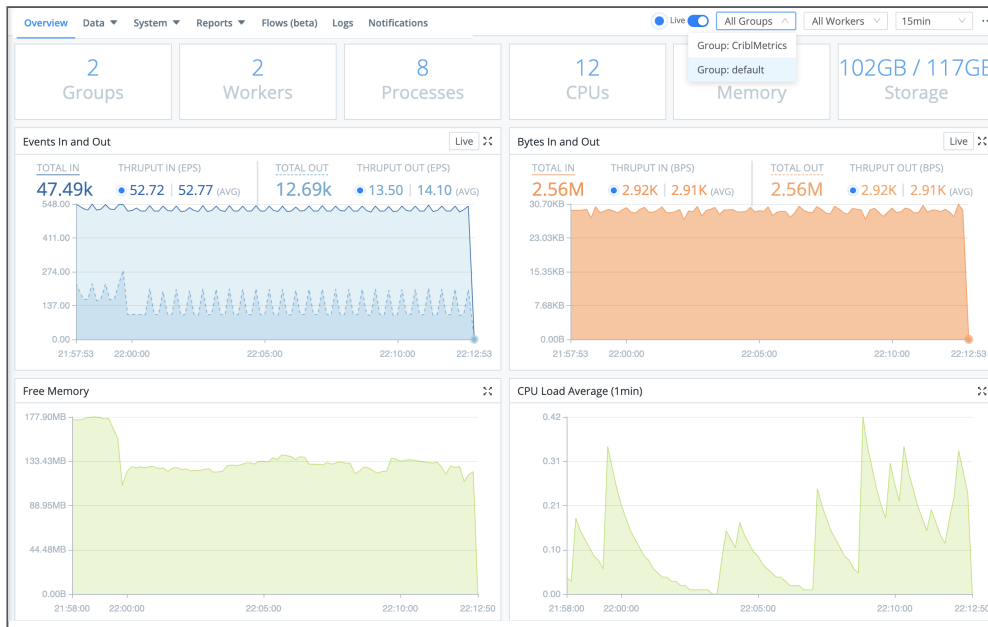 Overview Data System Reports Flows (beta) Logs Notifications Live All Groups All Workers 15min ...
Group: CriblMetrics
Group: default
2 2 8 12 102GB / 117GB
Groups Workers Processes CPUs Memory Storage
Events In and Out Live
TOTAL IN THRUPUT IN (EPS) TOTAL OUT THRUPUT OUT (EPS)
47.49k 52.72 | 52.77 (AVG) 12.69k 13.50 | 14.10 (AVG)
548.00
411.00
274.00
137.00
0.00
21:57:53 22:00:00 22:05:00 22:10:00 22:12:53
Bytes In and Out Live
TOTAL IN THRUPUT IN (BPS) TOTAL OUT THRUPUT OUT (BPS)
2.56M 2.92K | 2.91K (AVG) 2.56M 2.92K | 2.91K (AVG)
30.70KB
23.03KB
15.35KB
7.68KB
0.00B
21:57:53 22:00:00 22:05:00 22:10:00 22:12:53
Free Memory
177.90MB
133.43MB
88.95MB
44.48MB
0.00B
21:58:00 22:00:00 22:05:00 22:10:00 22:12:50
CPU Load Average (1min)
0.42
0.31
0.21
0.10
0.00
21:58:00 22:00:00 22:05:00 22:10:00 22:12:50